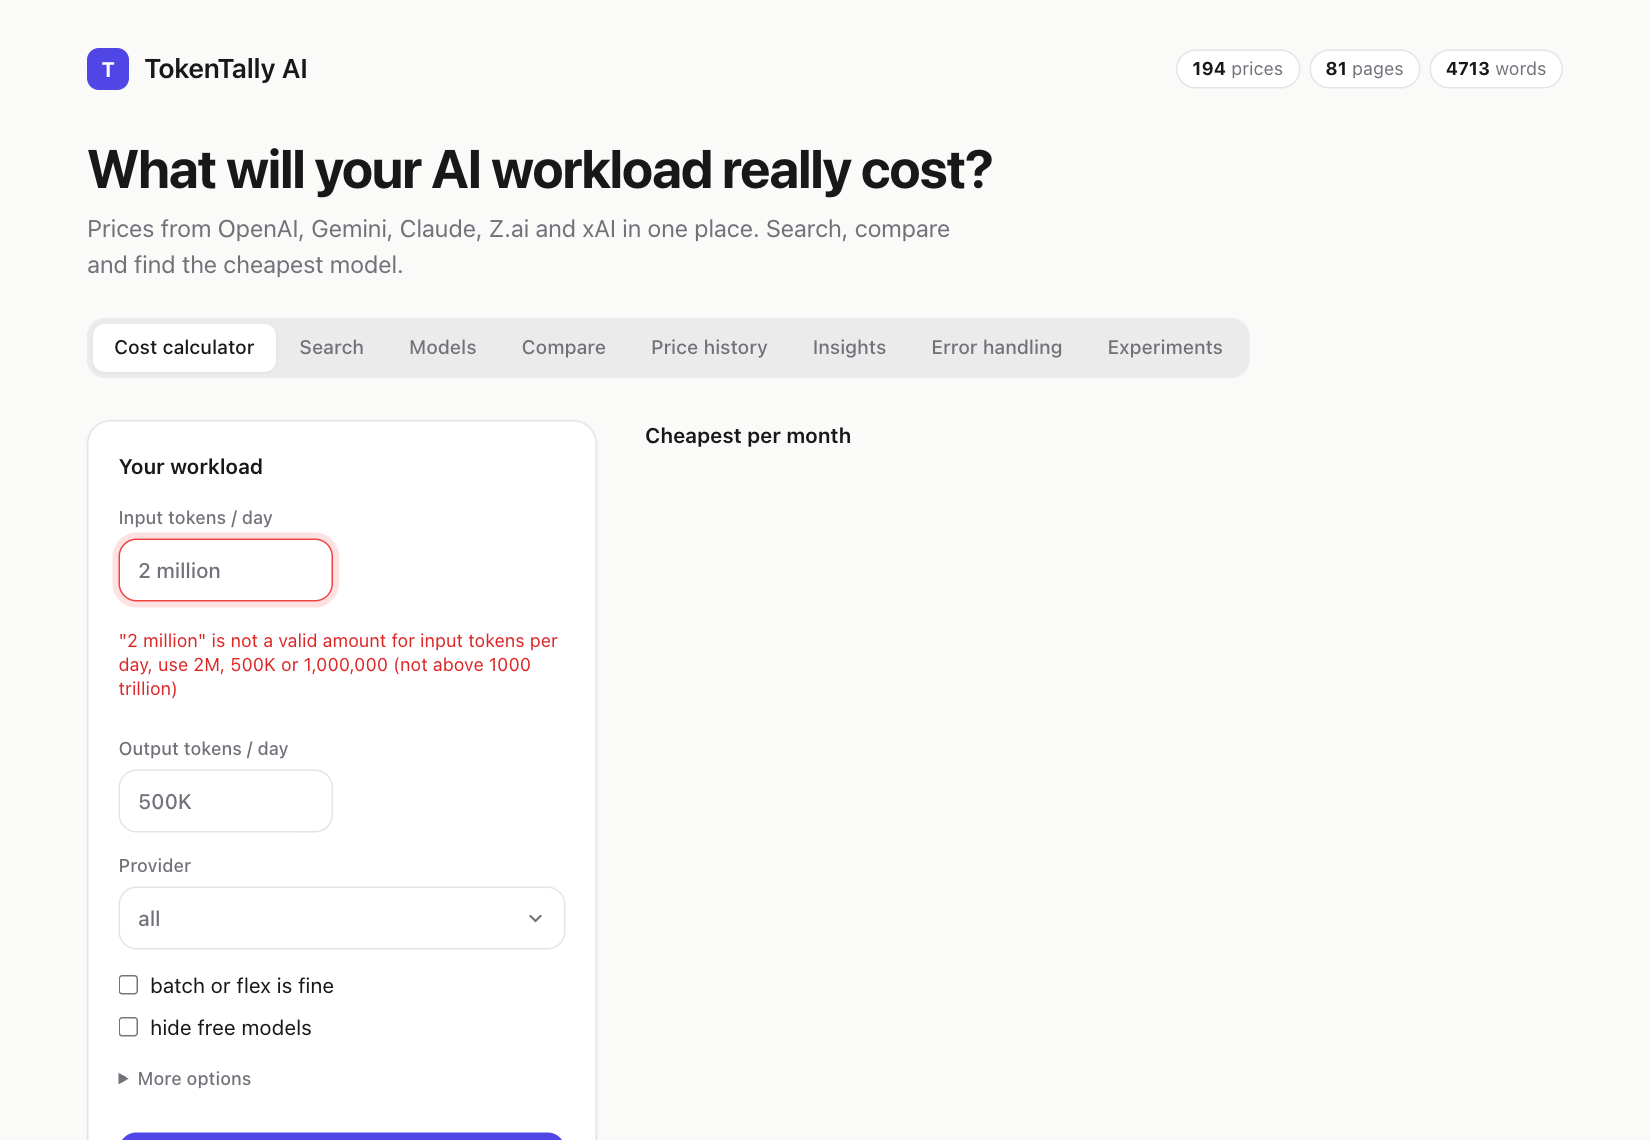 T
TokenTally AI
194 prices
81 pages
4713 words
What will your AI workload really cost?
Prices from OpenAI, Gemini, Claude, Z.ai and xAI in one place. Search, compare
and find the cheapest model.
Cost calculator
Search
Models
Compare
Price history
Insights
Error handling
Experiments
Your workload
Input tokens / day
2 million
"2 million" is not a valid amount for input tokens per
day, use 2M, 500K or 1,000,000 (not above 1000
trillion)
Output tokens / day
500K
Provider
all
batch or flex is fine
hide free models
More options
Cheapest per month